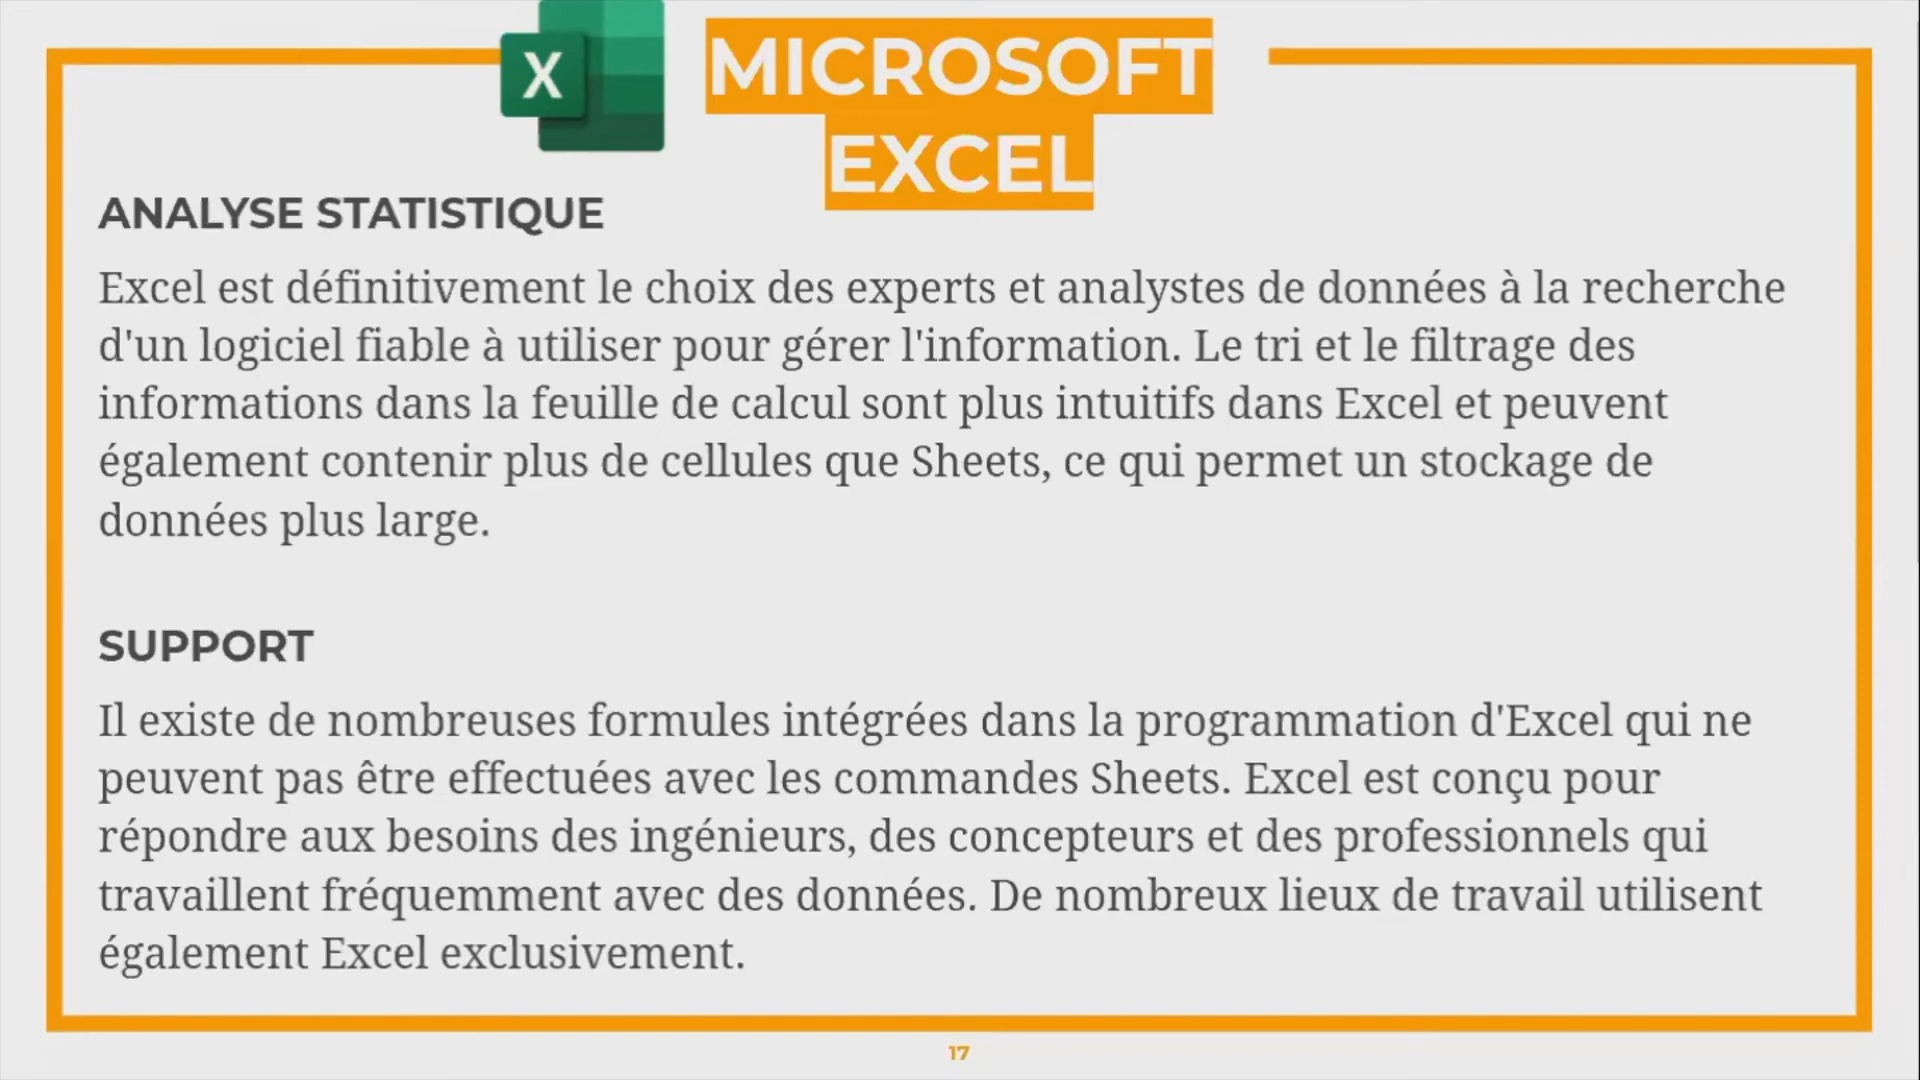 X
MICROSOFT
EXCEL
ANALYSE STATISTIQUE
Excel est définitivement le choix des experts et analystes de données à la recherche
d'un logiciel fiable à utiliser pour gérer l'information. Le tri et le filtrage des
informations dans la feuille de calcul sont plus intuitifs dans Excel et peuvent
également contenir plus de cellules que Sheets, ce qui permet un stockage de
données plus large.
SUPPORT
Il existe de nombreuses formules intégrées dans la programmation d'Excel qui ne
peuvent pas être effectuées avec les commandes Sheets. Excel est conçu pour
répondre aux besoins des ingénieurs, des concepteurs et des professionnels qui
travaillent fréquemment avec des données. De nombreux lieux de travail utilisent
également Excel exclusivement.
17